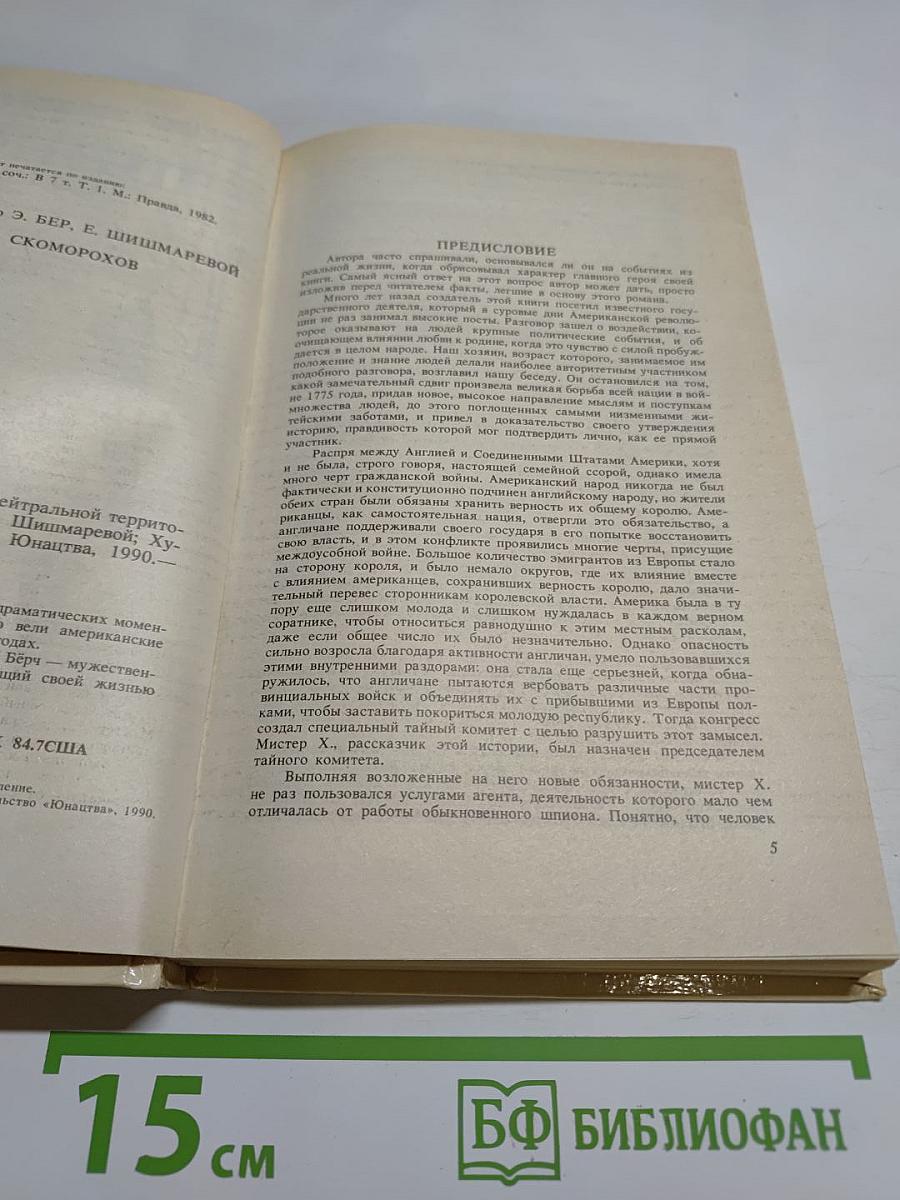 т печатается по изданию:
соч.: В 7 т. Т. 1. М.: Правда, 1982.
Э. БЕР, Е. ШИШМАРЕВОЙ
СКОМОРОХОВ
ейтральной террито-
Шишмаревой; Ху-
Юнацтва, 1990.—
драматических момен-
о вели американские
годах.
Бёрч — мужествен-
ющий своей жизнью
84.7США
ление.
льство «Юнацтва», 1990.
ПРЕДИСЛОВИЕ
Автора часто спрашивали, основывался ли он на событиях из
реальной жизни, когда обрисовывал характер главного героя своей
книги. Самый ясный ответ на этот вопрос автор может дать, просто
изложив перед читателем факты, легшие в основу этого романа.
Много лет назад создатель этой книги посетил известного госу-
дарственного деятеля, который в суровые дни Американской револю-
ции не раз занимал высокие посты. Разговор зашел о воздействии, ко-
торое оказывают на людей крупные политические события, и об
очищающем влиянии любви к родине, когда это чувство с силой пробуж-
дается в целом народе. Наш хозяин, возраст которого, занимаемое им
положение и знание людей делали наиболее авторитетным участником
подобного разговора, возглавил нашу беседу. Он остановился на том,
какой замечательный сдвиг произвела великая борьба всей нации в вой-
не 1775 года, придав новое, высокое направление мыслям и поступкам
множества людей, до этого поглощенных самыми низменными жи-
тейскими заботами, и привел в доказательство своего утверждения
историю, правдивость которой мог подтвердить лично, как ее прямой
участник.
Распря между Англией и Соединенными Штатами Америки, хотя
и не была, строго говоря, настоящей семейной ссорой, однако имела
много черт гражданской войны. Американский народ никогда не был
фактически и конституционно подчинен английскому народу, но жители
обеих стран были обязаны хранить верность их общему королю. Аме-
риканцы, как самостоятельная нация, отвергли это обязательство, а
англичане поддерживали своего государя в его попытке восстановить
свою власть, и в этом конфликте проявились многие черты, присущие
междоусобной войне. Большое количество эмигрантов из Европы стало
на сторону короля, и было немало округов, где их влияние вместе
с влиянием американцев, сохранивших верность королю, дало значи-
тельный перевес сторонникам королевской власти. Америка была в ту
пору еще слишком молода и слишком нуждалась в каждом верном
соратнике, чтобы относиться равнодушно к этим местным расколам,
даже если общее число их было незначительно. Однако опасность
сильно возросла благодаря активности англичан, умело пользовавшихся
этими внутренними раздорами: она стала еще серьезней, когда обна-
ружилось, что англичане пытаются вербовать различные части про-
винциальных войск и объединять их с прибывшими из Европы пол-
ками, чтобы заставить покориться молодую республику. Тогда конгресс
создал специальный тайный комитет с целью разрушить этот замысел.
Мистер Х., рассказчик этой истории, был назначен председателем
тайного комитета.
Выполняя возложенные на него новые обязанности, мистер Х.
не раз пользовался услугами агента, деятельность которого мало чем
отличалась от работы обыкновенного шпиона. Понятно, что человек
5
15 см
БФ БИБЛИОФАН